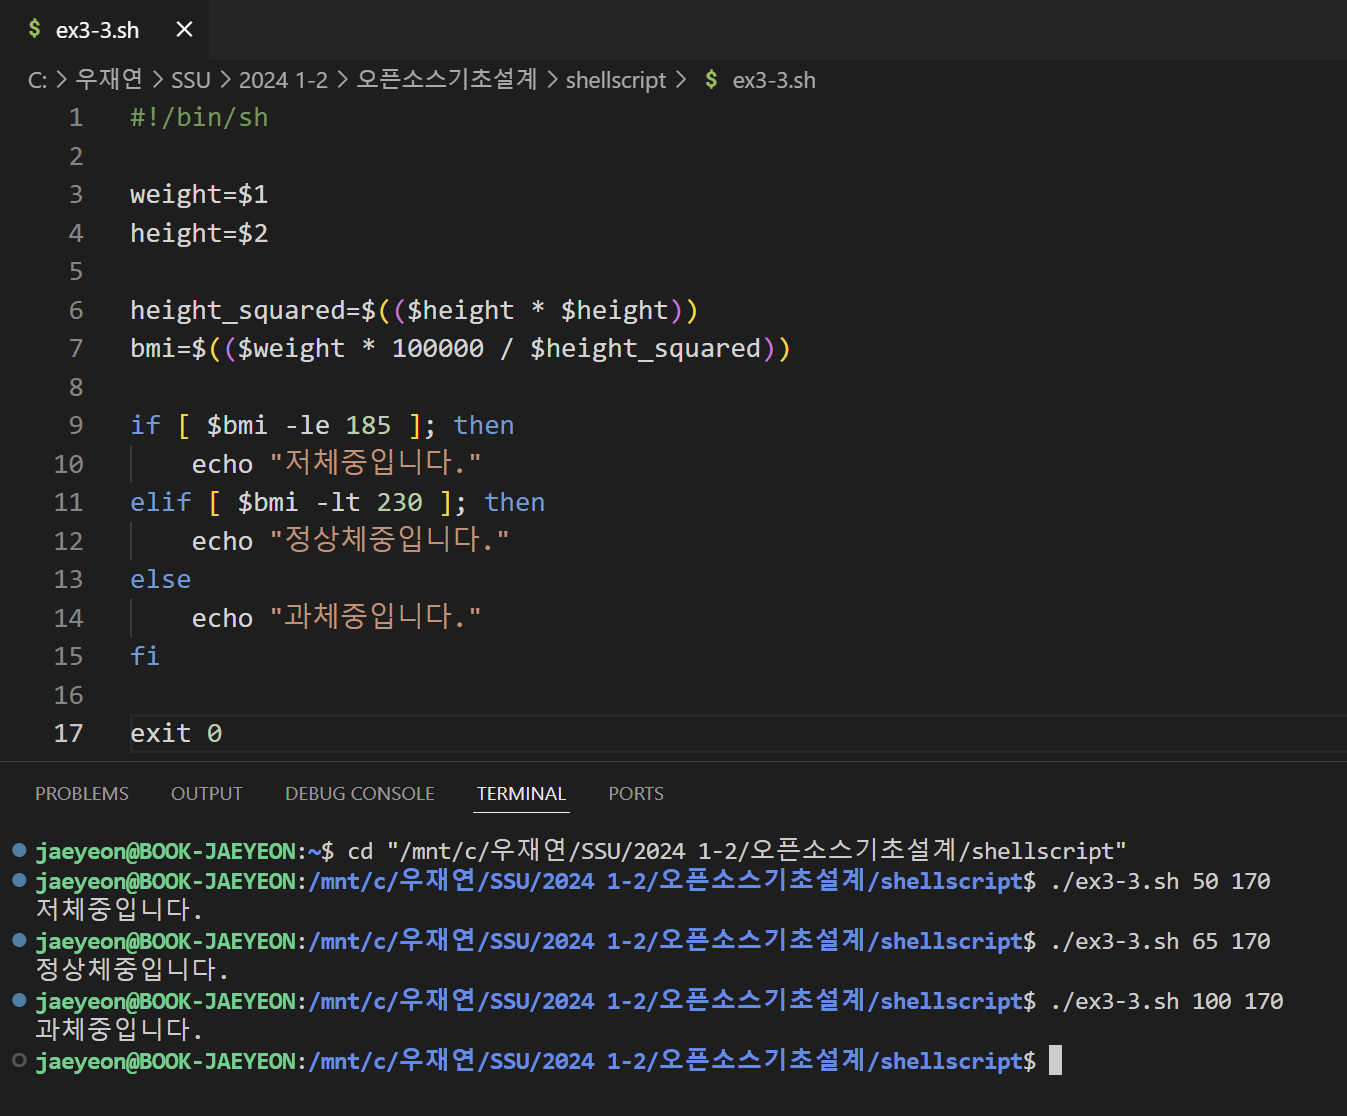 $ ex3-3.sh ×
C: > 우재연 > SSU > 2024 1-2 > 오픈소스기초설계 > shellscript > $ ex3-3.sh
1 #!/bin/sh
2
3 weight=$1
4 height=$2
5
6 height_squared=$(($height * $height))
7 bmi=$(($weight * 100000 / $height_squared))
8
9 if [ $bmi -le 185 ]; then
10     echo "저체중입니다."
11 elif [ $bmi -lt 230 ]; then
12     echo "정상체중입니다."
13 else
14     echo "과체중입니다."
15 fi
16
17 exit 0
PROBLEMS OUTPUT DEBUG CONSOLE TERMINAL PORTS
jaeyeon@BOOK-JAEYEON:~$ cd "/mnt/c/우재연/SSU/2024 1-2/오픈소스기초설계/shellscript"
jaeyeon@BOOK-JAEYEON:/mnt/c/우재연/SSU/2024 1-2/오픈소스기초설계/shellscript$ ./ex3-3.sh 50 170
저체중입니다.
jaeyeon@BOOK-JAEYEON:/mnt/c/우재연/SSU/2024 1-2/오픈소스기초설계/shellscript$ ./ex3-3.sh 65 170
정상체중입니다.
jaeyeon@BOOK-JAEYEON:/mnt/c/우재연/SSU/2024 1-2/오픈소스기초설계/shellscript$ ./ex3-3.sh 100 170
과체중입니다.
jaeyeon@BOOK-JAEYEON:/mnt/c/우재연/SSU/2024 1-2/오픈소스기초설계/shellscript$